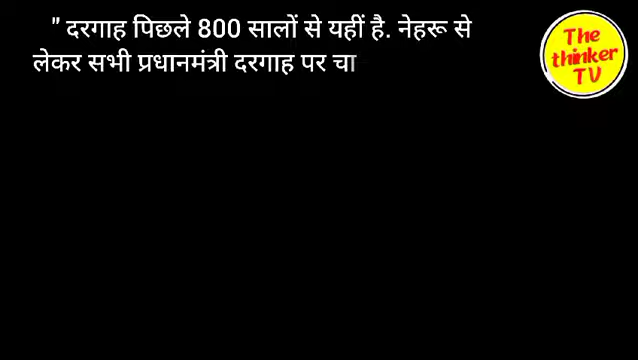 " दरगाह पिछले 800 सालों से यहीं है. नेहरू से
लेकर सभी प्रधानमंत्री दरगाह पर चा
The
thinker
TV